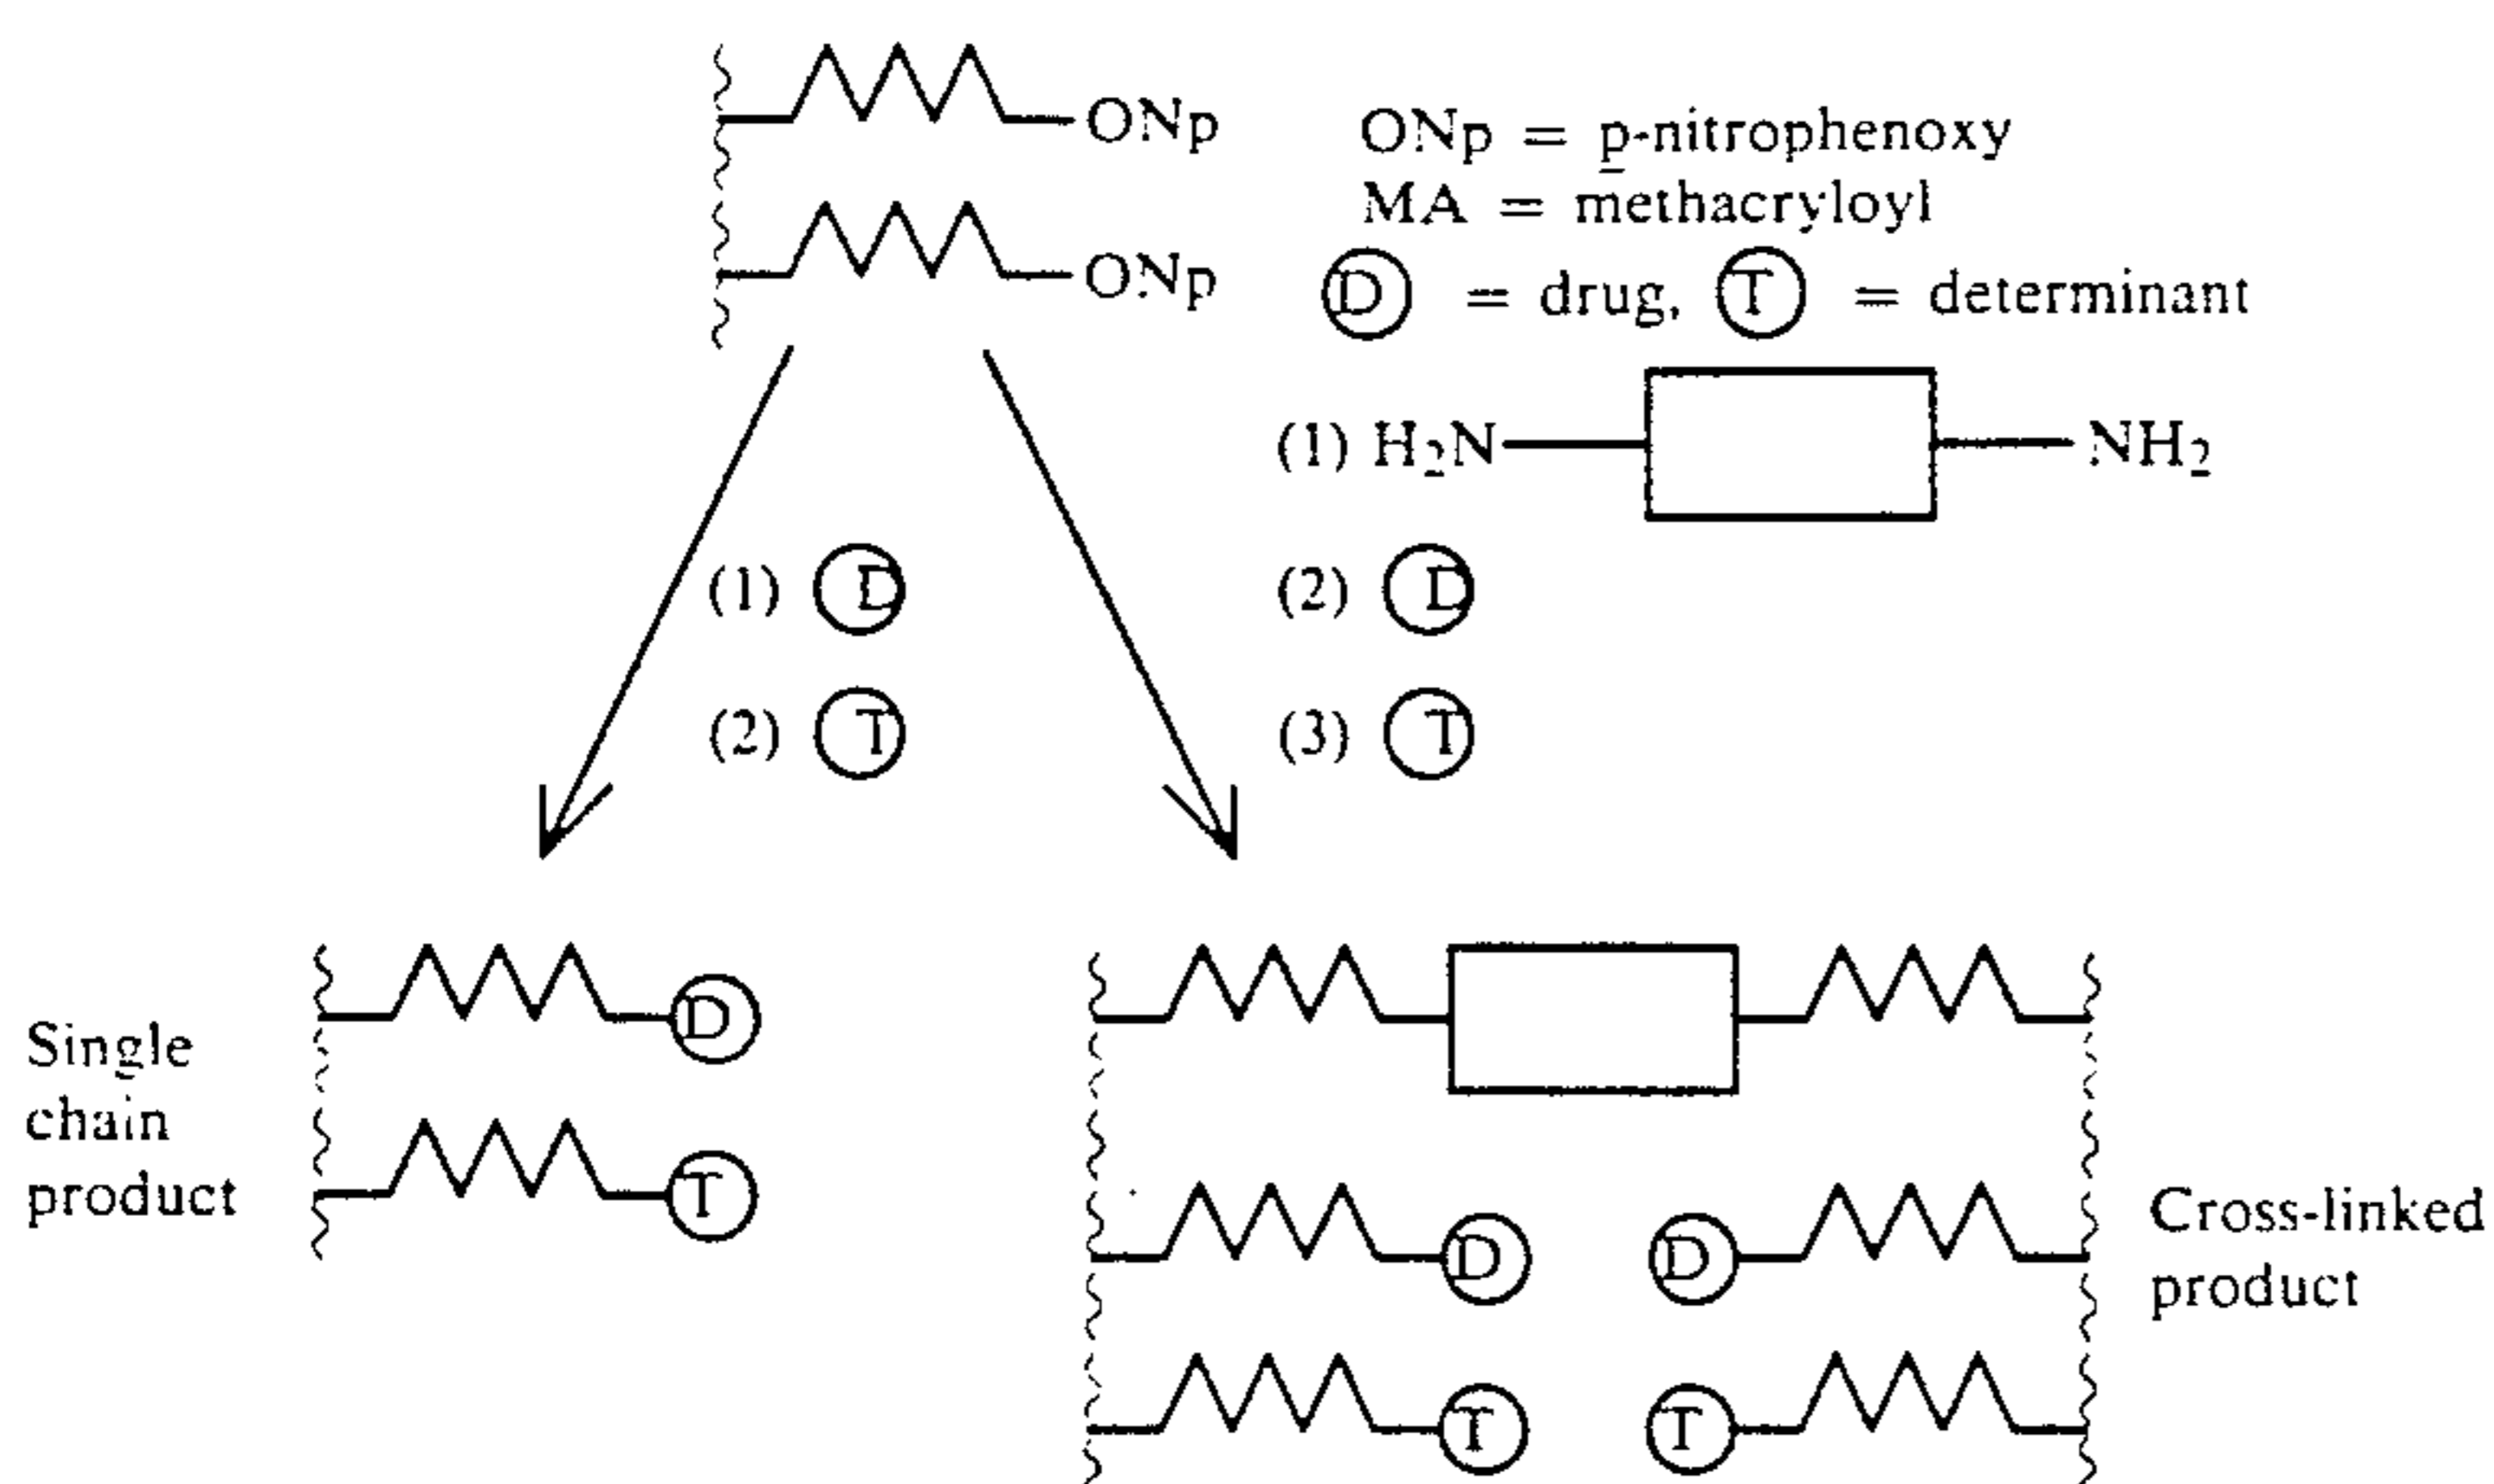 ONp
ONp
ONp = p-nitrophenoxy
MA = methacryloyl
D = drug, T = determinant
(1) H₂N NH₂
(1) D
(2) D
(2) T
(3) T
Single
chain
product
D
T
D D
T T
Cross-linked
product